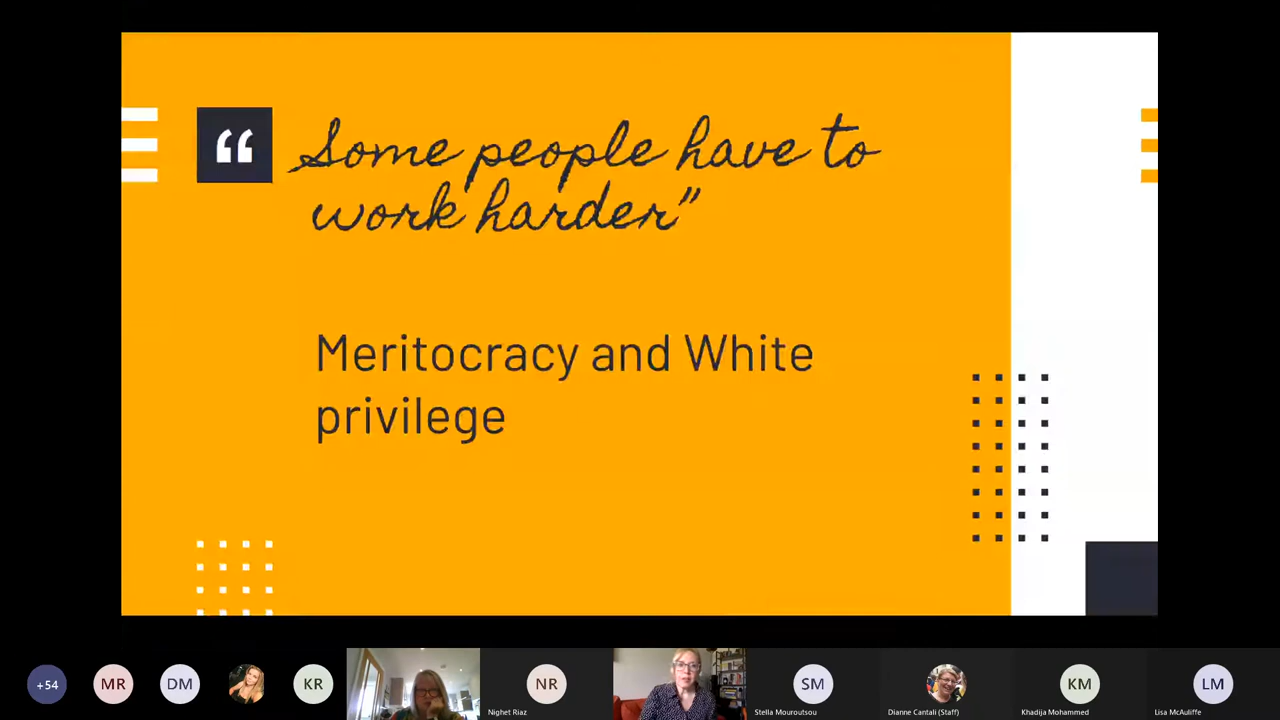 “
Some people have to
work harder”
Meritocracy and White
privilege
+54
MR
DM
KR
NR
Nighet Riaz
SM
Stella Mouroutsou
Dianne Cantali (Staff)
KM
Khadija Mohammed
LM
Lisa McAuliffe